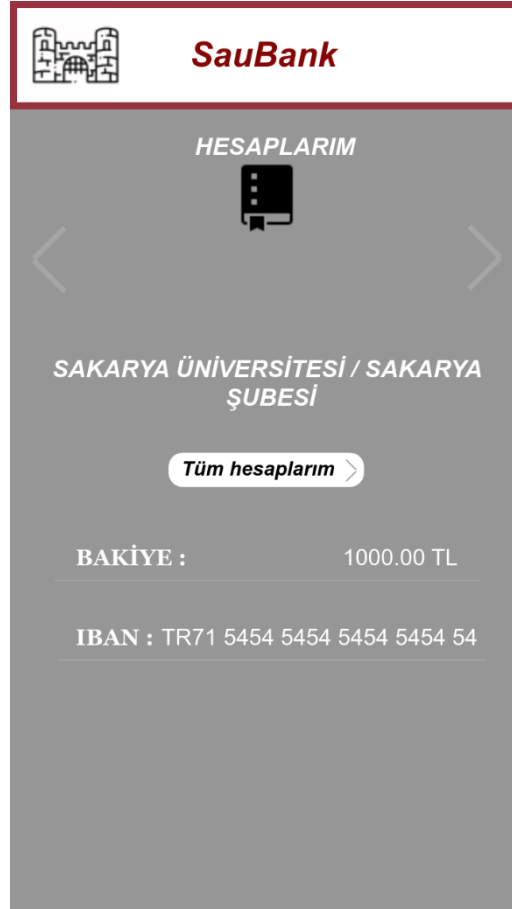 SauBank
HESAPLARIM
SAKARYA ÜNİVERSİTESİ / SAKARYA
ŞUBESİ
Tüm hesaplarım
BAKİYE : 1000.00 TL
IBAN : TR71 5454 5454 5454 5454 54